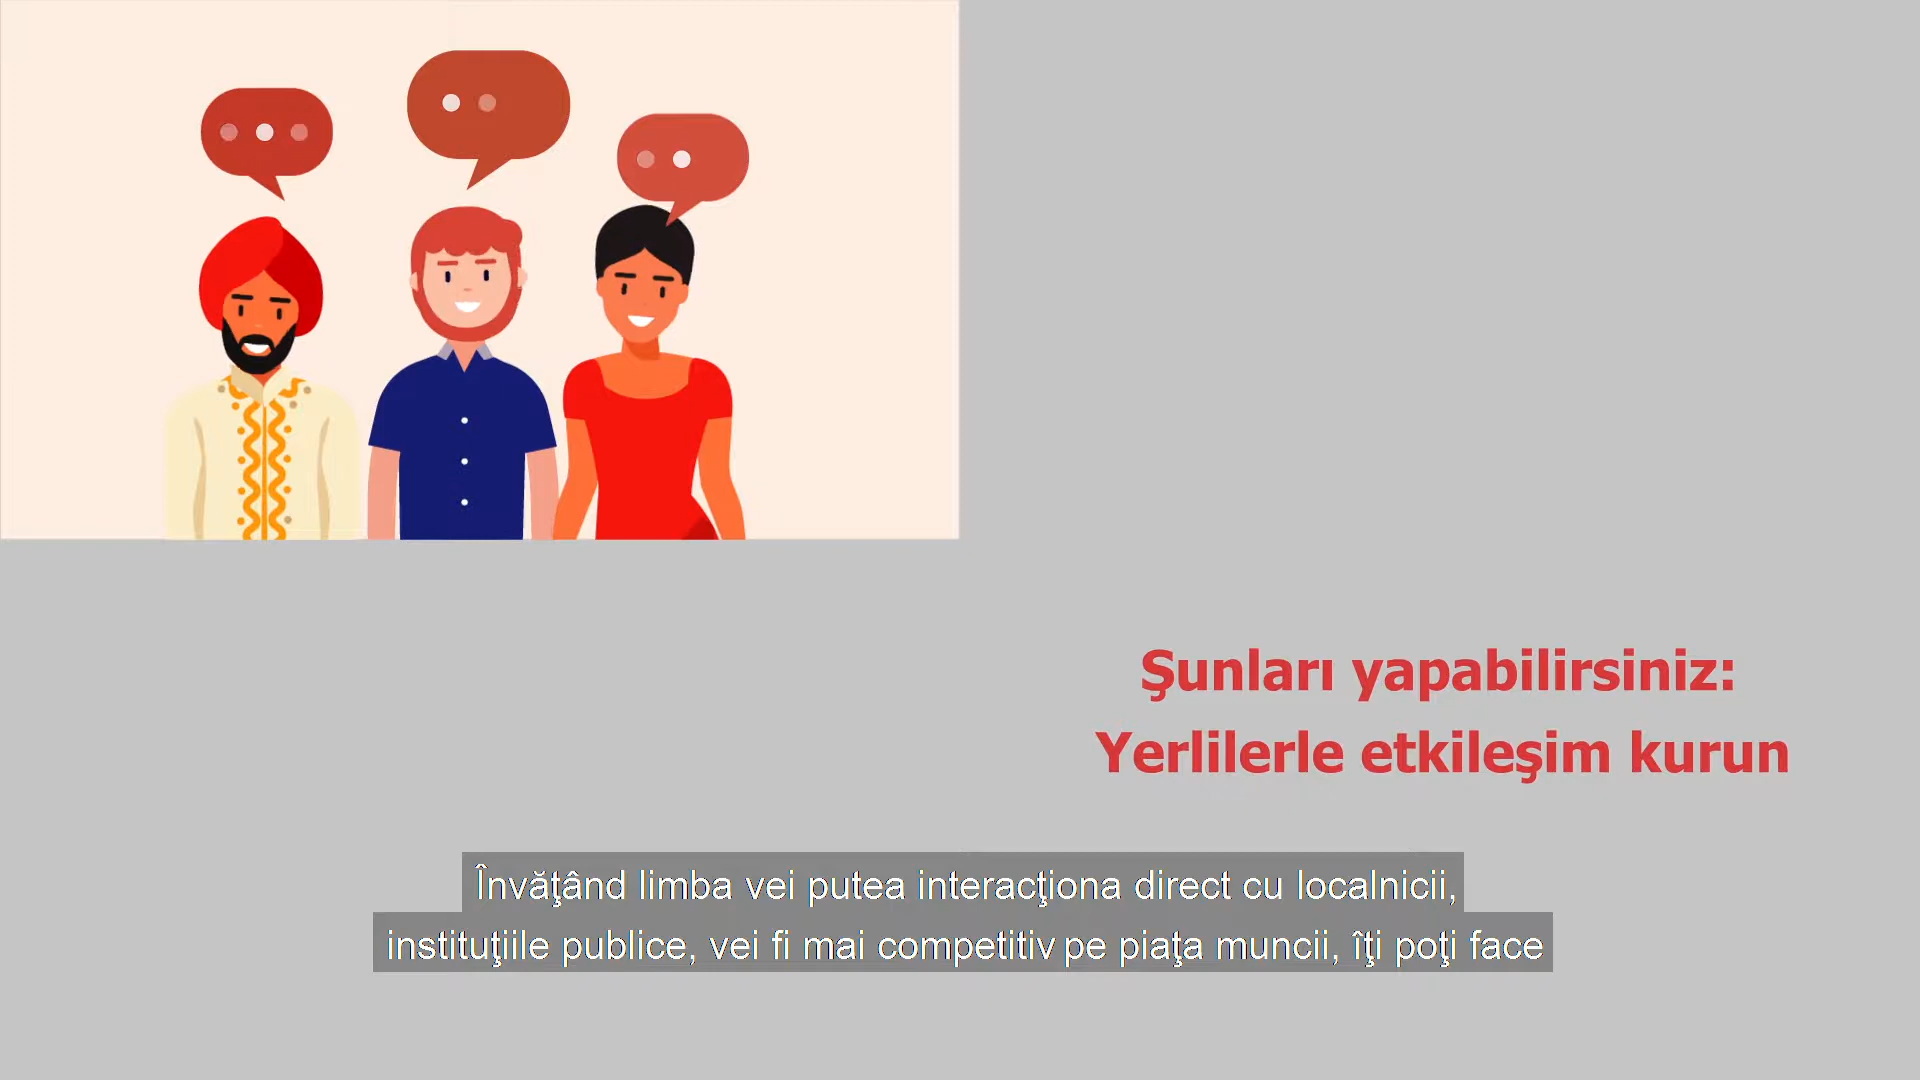 Şunları yapabilirsiniz:
Yerlilerle etkileşim kurun
Învăţând limba vei putea interacţiona direct cu localnicii,
instituţiile publice, vei fi mai competitiv pe piaţa muncii, îţi poţi face